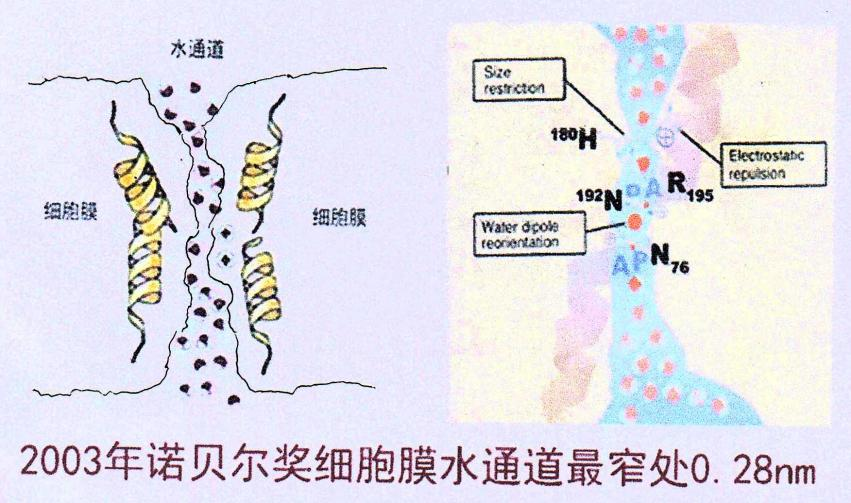 水通道
细胞膜
细胞膜
Size
restriction
180H
Electrostatic
repulsion
R195
192N
Water dipole
reorientation
N76
2003年诺贝尔奖细胞膜水通道最窄处0.28nm